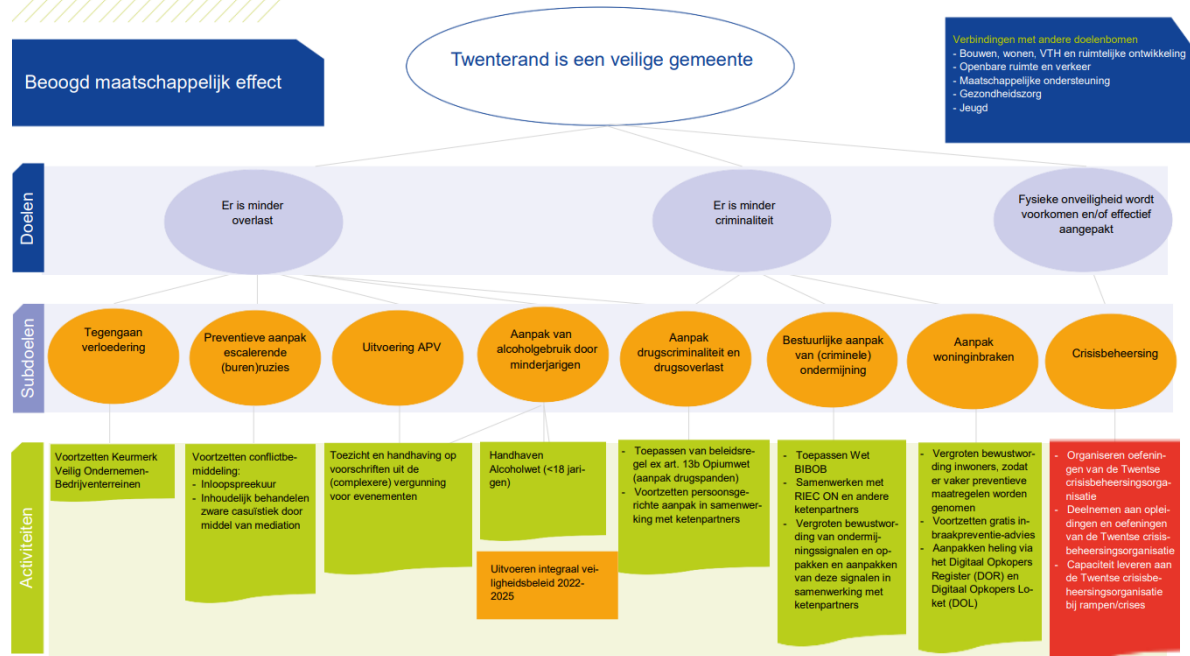 Beoogd maatschappelijk effect
Twenterand is een veilige gemeente
Verbindingen met andere doelenbomen
- Bouwen, wonen, VTH en ruimtelijke ontwikkeling
- Openbare ruimte en verkeer
- Maatschappelijke ondersteuning
- Gezondheidszorg
- Jeugd
Doelen
Er is minder
overlast
Er is minder
criminaliteit
Fysieke onveiligheid wordt
voorkomen en/of effectief
aangepakt
Subdoelen
Tegengaan
verloedering
Preventieve aanpak
escalerende
(buren)ruzies
Uitvoering APV
Aanpak van
alcoholgebruik door
minderjarigen
Aanpak
drugscriminaliteit en
drugsoverlast
Bestuurlijke aanpak
van (criminele)
ondermijning
Aanpak
woninginbraken
Crisisbeheersing
Activiteiten
Voortzetten Keurmerk
Veilig Ondernemen-
Bedrijventerreinen
Voortzetten conflictbe-
middeling:
- Inloopspreekuur
- Inhoudelijk behandelen
zware casuïstiek door
middel van mediation
Toezicht en handhaving op
voorschriften uit de
(complexere) vergunning
voor evenementen
Handhaven
Alcoholwet (<18 jari-
gen)
Uitvoeren integraal vei-
ligheidsbeleid 2022-
2025
- Toepassen van beleidsre-
gel ex art. 13b Opiumwet
(aanpak drugspanden)
- Voortzetten persoonsge-
richte aanpak in samenwer-
king met ketenpartners
- Toepassen Wet
BIBOB
- Samenwerken met
RIEC ON en andere
ketenpartners
- Vergroten bewustwor-
ding van ondermij-
ningssignalen en op-
pakken en aanpakken
van deze signalen in
samenwerking met
ketenpartners
- Vergroten bewustwor-
ding inwoners, zodat
er vaker preventieve
maatregelen worden
genomen
- Voortzetten gratis in-
braakpreventie-advies
- Aanpakken heling via
het Digitaal Opkopers
Register (DOR) en
Digitaal Opkopers Lo-
ket (DOL)
- Organiseren oefenin-
gen van de Twentse
crisisbeheersingsorga-
nisatie
- Deelnemen aan oplei-
dingen en oefeningen
van de Twentse crisis-
beheersingsorganisatie
- Capaciteit leveren aan
de Twentse crisisbe-
heersingsorganisatie
bij rampen/crises